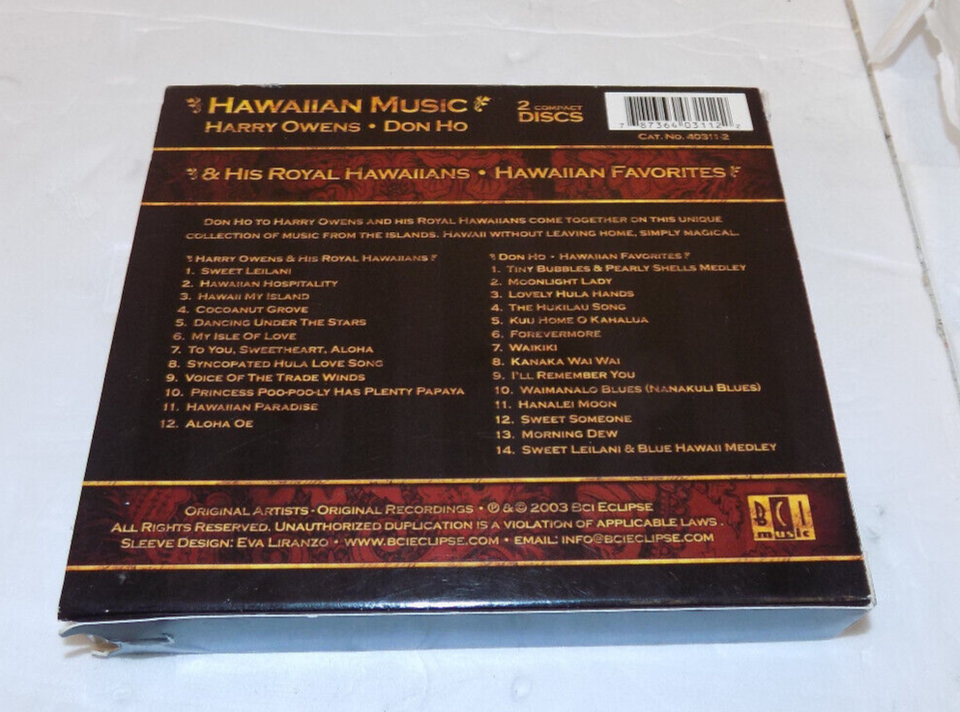 HAWAIIAN MUSIC
HARRY OWENS • DON HO
2 COMPACT
DISCS
7 87364 03112 2
CAT. NO. 40311-2
& HIS ROYAL HAWAIIANS • HAWAIIAN FAVORITES
DON HO TO HARRY OWENS AND HIS ROYAL HAWAIIANS COME TOGETHER ON THIS UNIQUE
COLLECTION OF MUSIC FROM THE ISLANDS. HAWAII WITHOUT LEAVING HOME, SIMPLY MAGICAL.
HARRY OWENS & HIS ROYAL HAWAIIANS
1. SWEET LEILANI
2. HAWAIIAN HOSPITALITY
3. HAWAII MY ISLAND
4. COCOANUT GROVE
5. DANCING UNDER THE STARS
6. MY ISLE OF LOVE
7. TO YOU, SWEETHEART, ALOHA
8. SYNCOPATED HULA LOVE SONG
9. VOICE OF THE TRADE WINDS
10. PRINCESS POO-POO-LY HAS PLENTY PAPAYA
11. HAWAIIAN PARADISE
12. ALOHA OE
DON HO • HAWAIIAN FAVORITES
1. TINY BUBBLES & PEARLY SHELLS MEDLEY
2. MOONLIGHT LADY
3. LOVELY HULA HANDS
4. THE HUKILAU SONG
5. KUU HOME O KAHALUA
6. FOREVERMORE
7. WAIKIKI
8. KANAKA WAI WAI
9. I'LL REMEMBER YOU
10. WAIMANALO BLUES (NANAKULI BLUES)
11. HANALEI MOON
12. SWEET SOMEONE
13. MORNING DEW
14. SWEET LEILANI & BLUE HAWAII MEDLEY
ORIGINAL ARTISTS • ORIGINAL RECORDINGS • ℗ & © 2003 BCI ECLIPSE
ALL RIGHTS RESERVED. UNAUTHORIZED DUPLICATION IS A VIOLATION OF APPLICABLE LAWS.
SLEEVE DESIGN: EVA LIRANZO • WWW.BCIECLIPSE.COM • EMAIL: INFO@BCIECLIPSE.COM
BCI
music